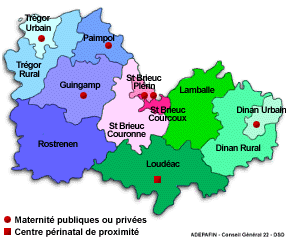 Trégor
Urbain
Paimpol
Trégor
Rural
Guingamp
St Brieuc
Plérin
Lamballe
St Brieuc
Courcoux
Dinan Urbain
St Brieuc
Couronne
Rostrenen
Dinan Rural
Loudéac
Maternité publiques ou privées
Centre périnatal de proximité
ADEPAFIN - Conseil Général 22 - DSD